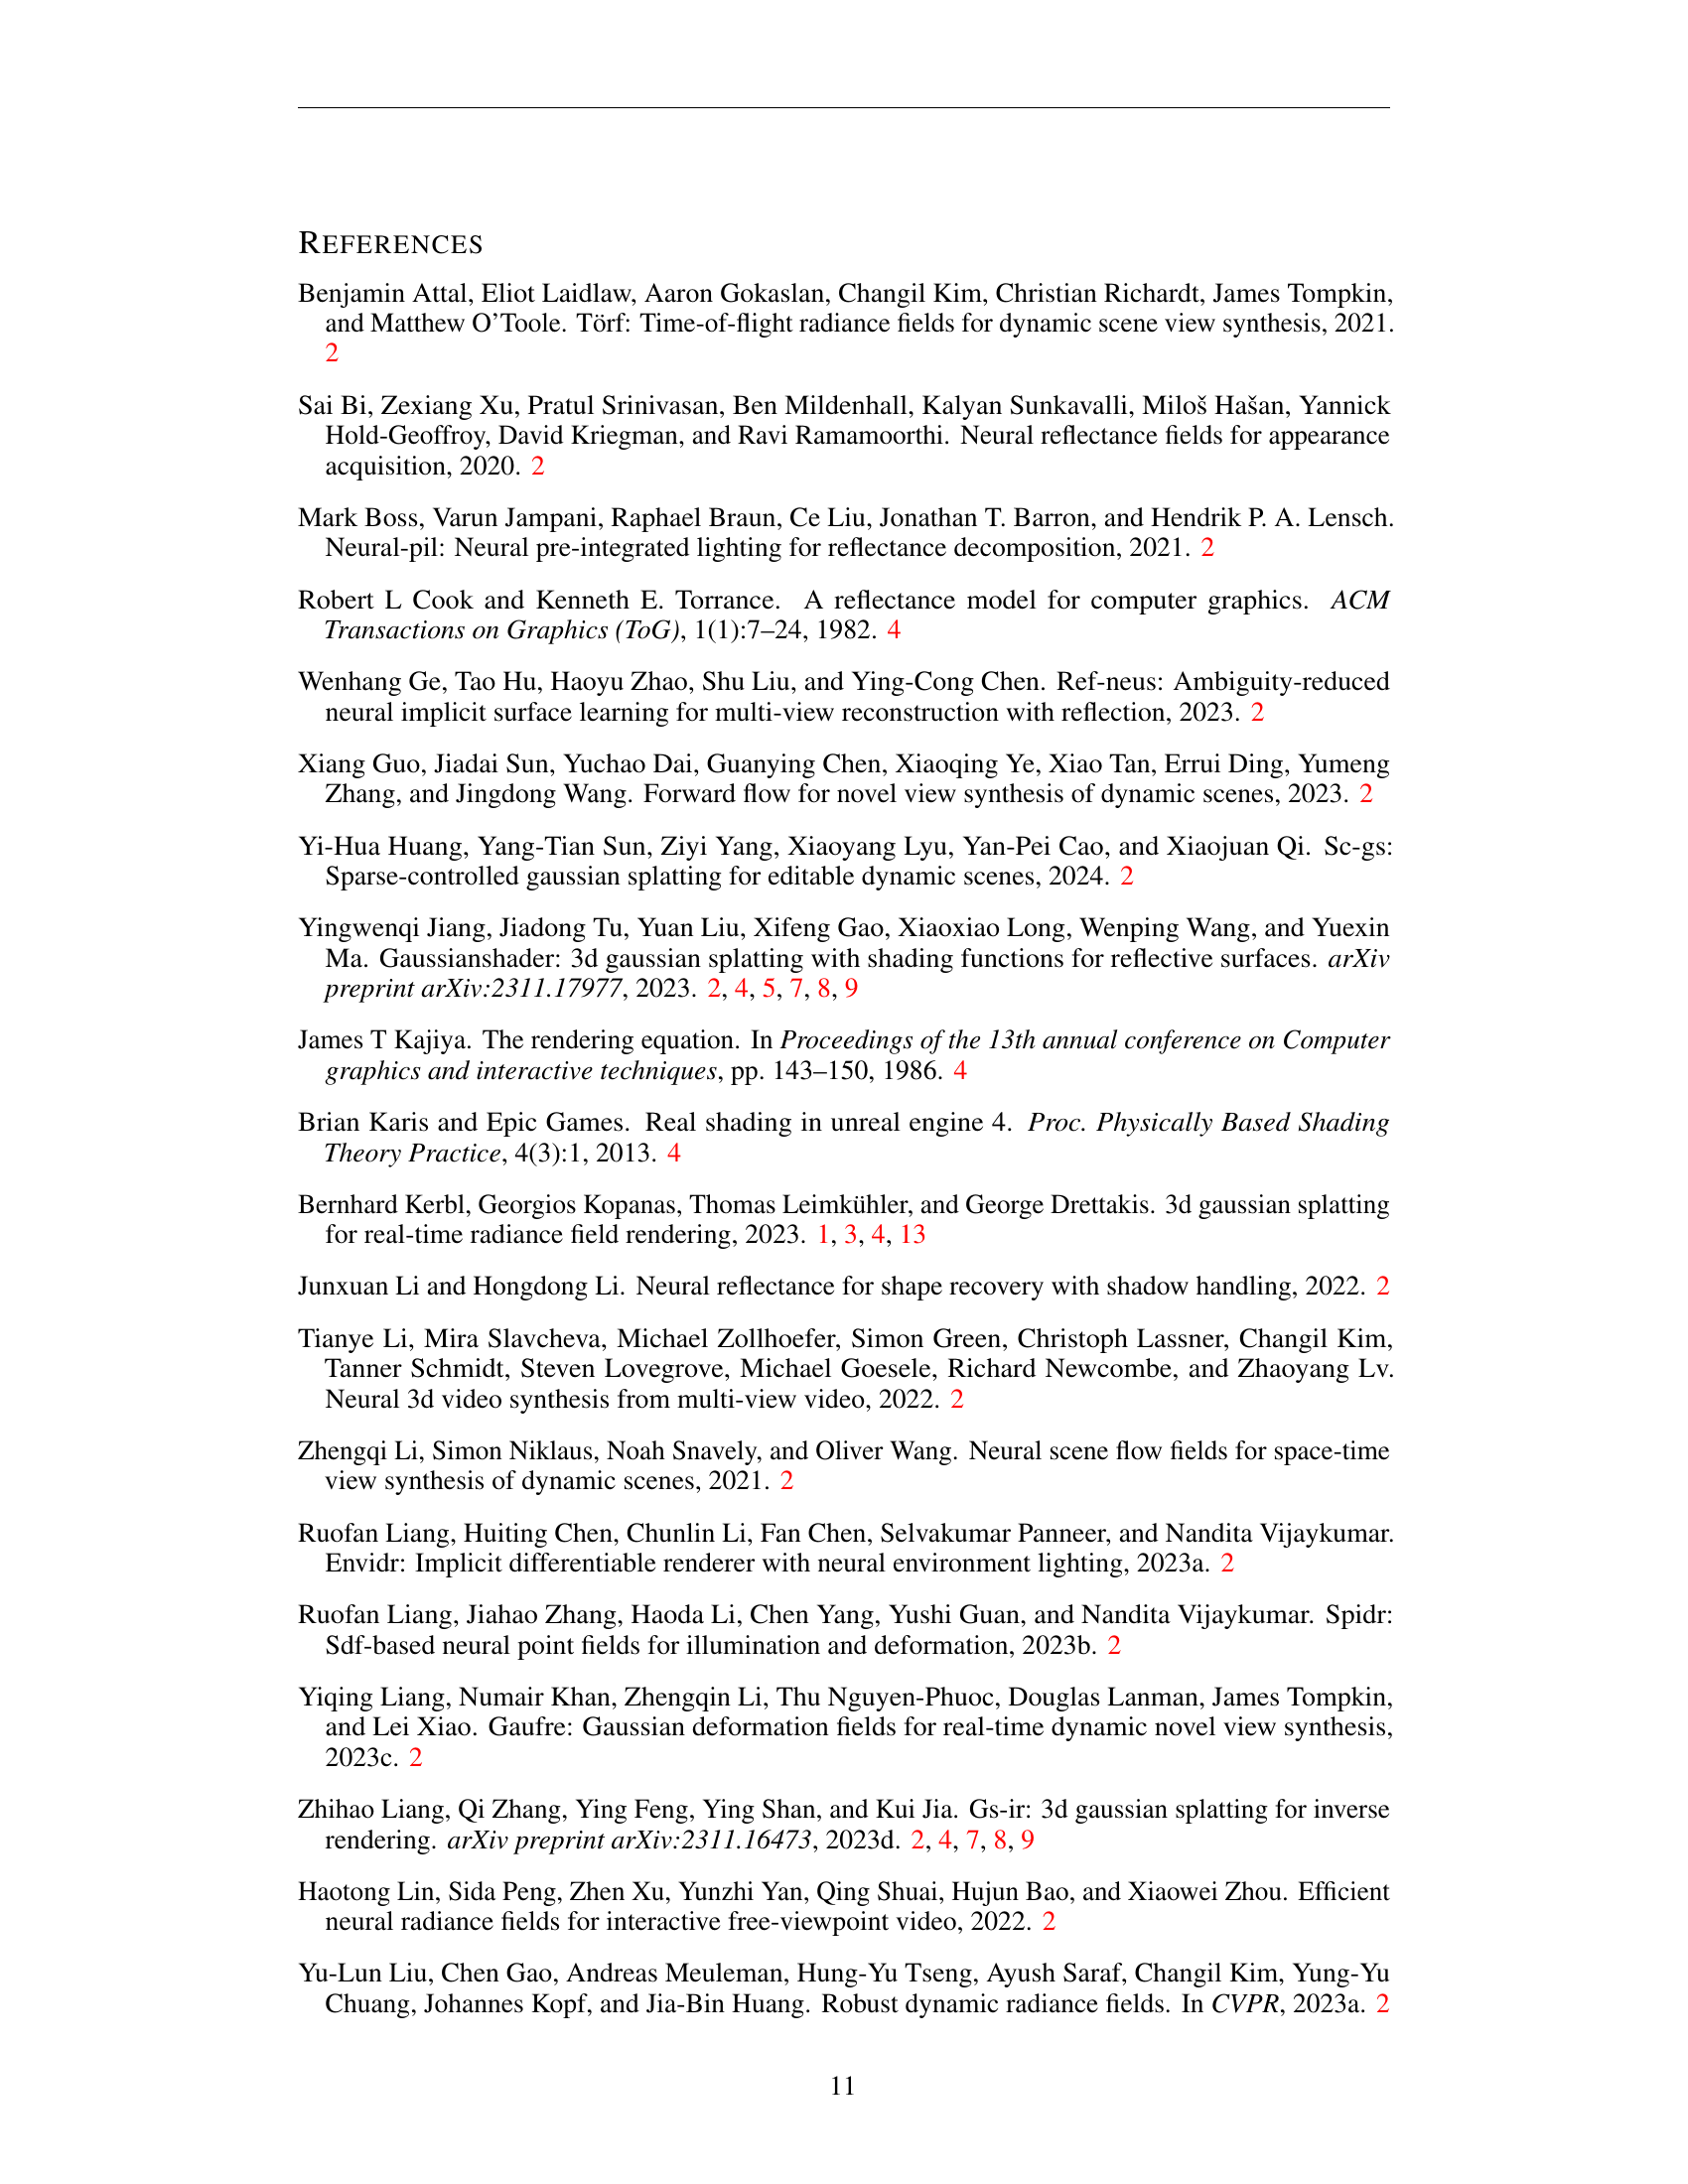 REFERENCES
Benjamin Attal, Eliot Laidlaw, Aaron Gokaslan, Changil Kim, Christian Richardt, James Tompkin,
and Matthew O'Toole. Törf: Time-of-flight radiance fields for dynamic scene view synthesis, 2021.
2
Sai Bi, Zexiang Xu, Pratul Srinivasan, Ben Mildenhall, Kalyan Sunkavalli, Miloš Hašan, Yannick
Hold-Geoffroy, David Kriegman, and Ravi Ramamoorthi. Neural reflectance fields for appearance
acquisition, 2020. 2
Mark Boss, Varun Jampani, Raphael Braun, Ce Liu, Jonathan T. Barron, and Hendrik P. A. Lensch.
Neural-pil: Neural pre-integrated lighting for reflectance decomposition, 2021. 2
Robert L Cook and Kenneth E. Torrance. A reflectance model for computer graphics. ACM
Transactions on Graphics (ToG), 1(1):7–24, 1982. 4
Wenhang Ge, Tao Hu, Haoyu Zhao, Shu Liu, and Ying-Cong Chen. Ref-neus: Ambiguity-reduced
neural implicit surface learning for multi-view reconstruction with reflection, 2023. 2
Xiang Guo, Jiadai Sun, Yuchao Dai, Guanying Chen, Xiaoqing Ye, Xiao Tan, Errui Ding, Yumeng
Zhang, and Jingdong Wang. Forward flow for novel view synthesis of dynamic scenes, 2023. 2
Yi-Hua Huang, Yang-Tian Sun, Ziyi Yang, Xiaoyang Lyu, Yan-Pei Cao, and Xiaojuan Qi. Sc-gs:
Sparse-controlled gaussian splatting for editable dynamic scenes, 2024. 2
Yingwenqi Jiang, Jiadong Tu, Yuan Liu, Xifeng Gao, Xiaoxiao Long, Wenping Wang, and Yuexin
Ma. Gaussianshader: 3d gaussian splatting with shading functions for reflective surfaces. arXiv
preprint arXiv:2311.17977, 2023. 2, 4, 5, 7, 8, 9
James T Kajiya. The rendering equation. In Proceedings of the 13th annual conference on Computer
graphics and interactive techniques, pp. 143–150, 1986. 4
Brian Karis and Epic Games. Real shading in unreal engine 4. Proc. Physically Based Shading
Theory Practice, 4(3):1, 2013. 4
Bernhard Kerbl, Georgios Kopanas, Thomas Leimkühler, and George Drettakis. 3d gaussian splatting
for real-time radiance field rendering, 2023. 1, 3, 4, 13
Junxuan Li and Hongdong Li. Neural reflectance for shape recovery with shadow handling, 2022. 2
Tianye Li, Mira Slavcheva, Michael Zollhoefer, Simon Green, Christoph Lassner, Changil Kim,
Tanner Schmidt, Steven Lovegrove, Michael Goesele, Richard Newcombe, and Zhaoyang Lv.
Neural 3d video synthesis from multi-view video, 2022. 2
Zhengqi Li, Simon Niklaus, Noah Snavely, and Oliver Wang. Neural scene flow fields for space-time
view synthesis of dynamic scenes, 2021. 2
Ruofan Liang, Huiting Chen, Chunlin Li, Fan Chen, Selvakumar Panneer, and Nandita Vijaykumar.
Envidr: Implicit differentiable renderer with neural environment lighting, 2023a. 2
Ruofan Liang, Jiahao Zhang, Haoda Li, Chen Yang, Yushi Guan, and Nandita Vijaykumar. Spidr:
Sdf-based neural point fields for illumination and deformation, 2023b. 2
Yiqing Liang, Numair Khan, Zhengqin Li, Thu Nguyen-Phuoc, Douglas Lanman, James Tompkin,
and Lei Xiao. Gaufre: Gaussian deformation fields for real-time dynamic novel view synthesis,
2023c. 2
Zhihao Liang, Qi Zhang, Ying Feng, Ying Shan, and Kui Jia. Gs-ir: 3d gaussian splatting for inverse
rendering. arXiv preprint arXiv:2311.16473, 2023d. 2, 4, 7, 8, 9
Haotong Lin, Sida Peng, Zhen Xu, Yunzhi Yan, Qing Shuai, Hujun Bao, and Xiaowei Zhou. Efficient
neural radiance fields for interactive free-viewpoint video, 2022. 2
Yu-Lun Liu, Chen Gao, Andreas Meuleman, Hung-Yu Tseng, Ayush Saraf, Changil Kim, Yung-Yu
Chuang, Johannes Kopf, and Jia-Bin Huang. Robust dynamic radiance fields. In CVPR, 2023a. 2
11